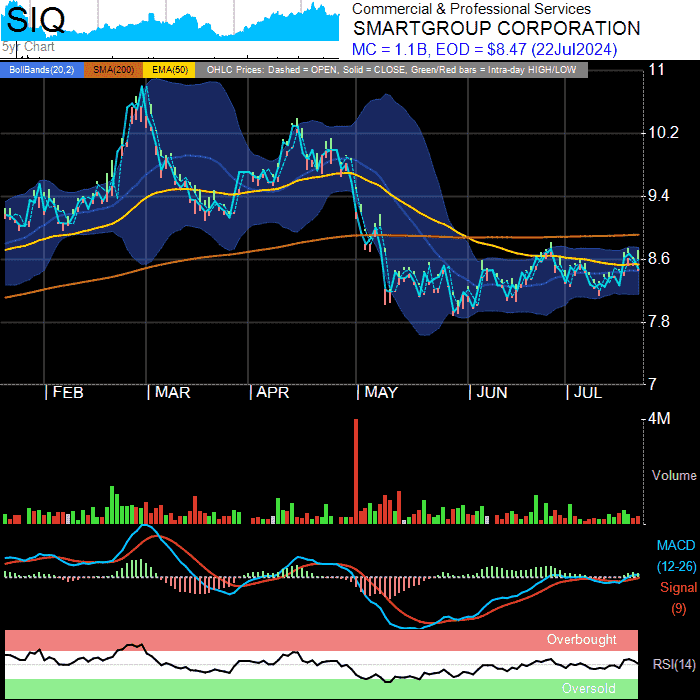 SIQ
5yr Chart
Commercial & Professional Services
SMARTGROUP CORPORATION
MC = 1.1B, EOD = $8.47 (22Jul2024)
BollBands(20,2) SMA(200) EMA(50) OHLC Prices: Dashed = OPEN, Solid = CLOSE, Green/Red bars = Intra-day HIGH/LOW
11
10.2
9.4
8.6
7.8
7
FEB MAR APR MAY JUN JUL
4M
Volume
MACD
(12-26)
Signal
(9)
Overbought
RSI(14)
Oversold